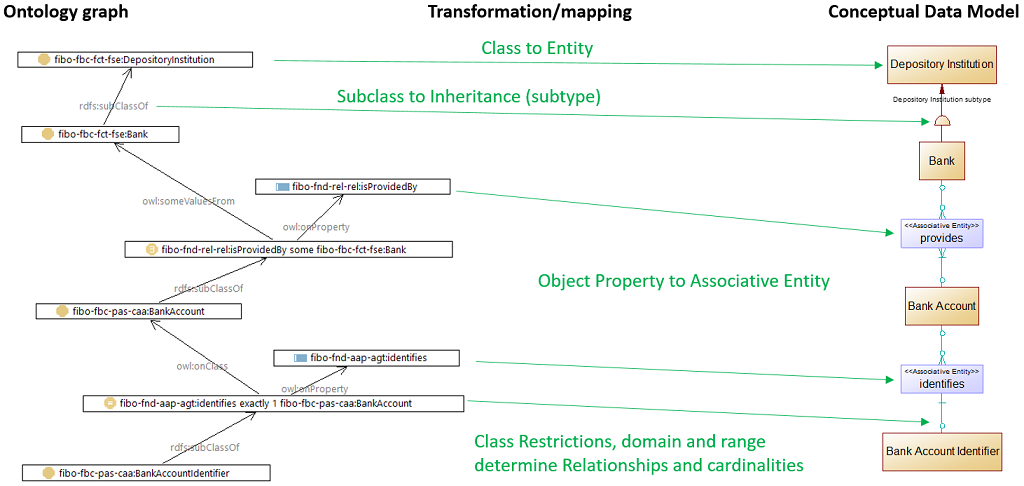 Ontology graph
Transformation/mapping
Conceptual Data Model
fibo-fbc-fct-fse:DepositoryInstitution
Class to Entity
Depository Institution
rdfs:subClassOf
Subclass to Inheritance (subtype)
Depository Institution subtype
fibo-fbc-fct-fse:Bank
Bank
fibo-fnd-rel-rel:isProvidedBy
owl:someValuesFrom
owl:onProperty
<<Associative Entity>>
provides
fibo-fnd-rel-rel:isProvidedBy some fibo-fbc-fct-fse:Bank
Object Property to Associative Entity
rdfs:subClassOf
fibo-fbc-pas-caa:BankAccount
Bank Account
fibo-fnd-aap-agt:identifies
owl:onClass
owl:onProperty
<<Associative Entity>>
identifies
fibo-fnd-aap-agt:identifies exactly 1 fibo-fbc-pas-caa:BankAccount
Class Restrictions, domain and range
determine Relationships and cardinalities
rdfs:subClassOf
Bank Account Identifier
fibo-fbc-pas-caa:BankAccountIdentifier